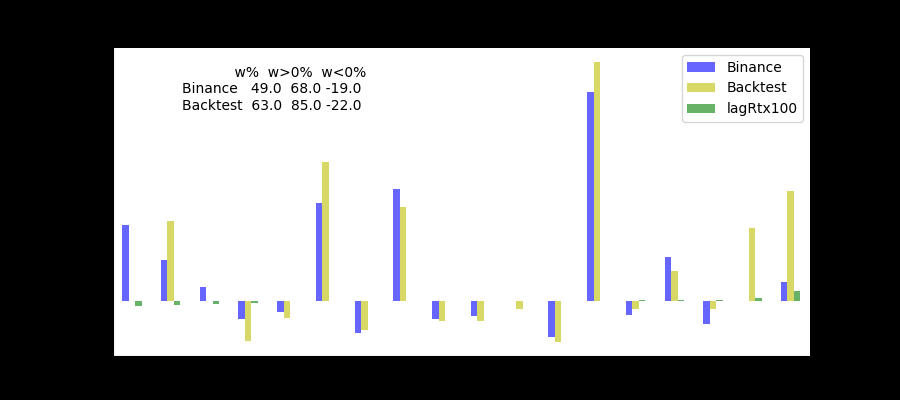 w%  w>0%  w<0%
Binance   49.0  68.0 -19.0
Backtest  63.0  85.0 -22.0
Binance
Backtest
lagRtx100